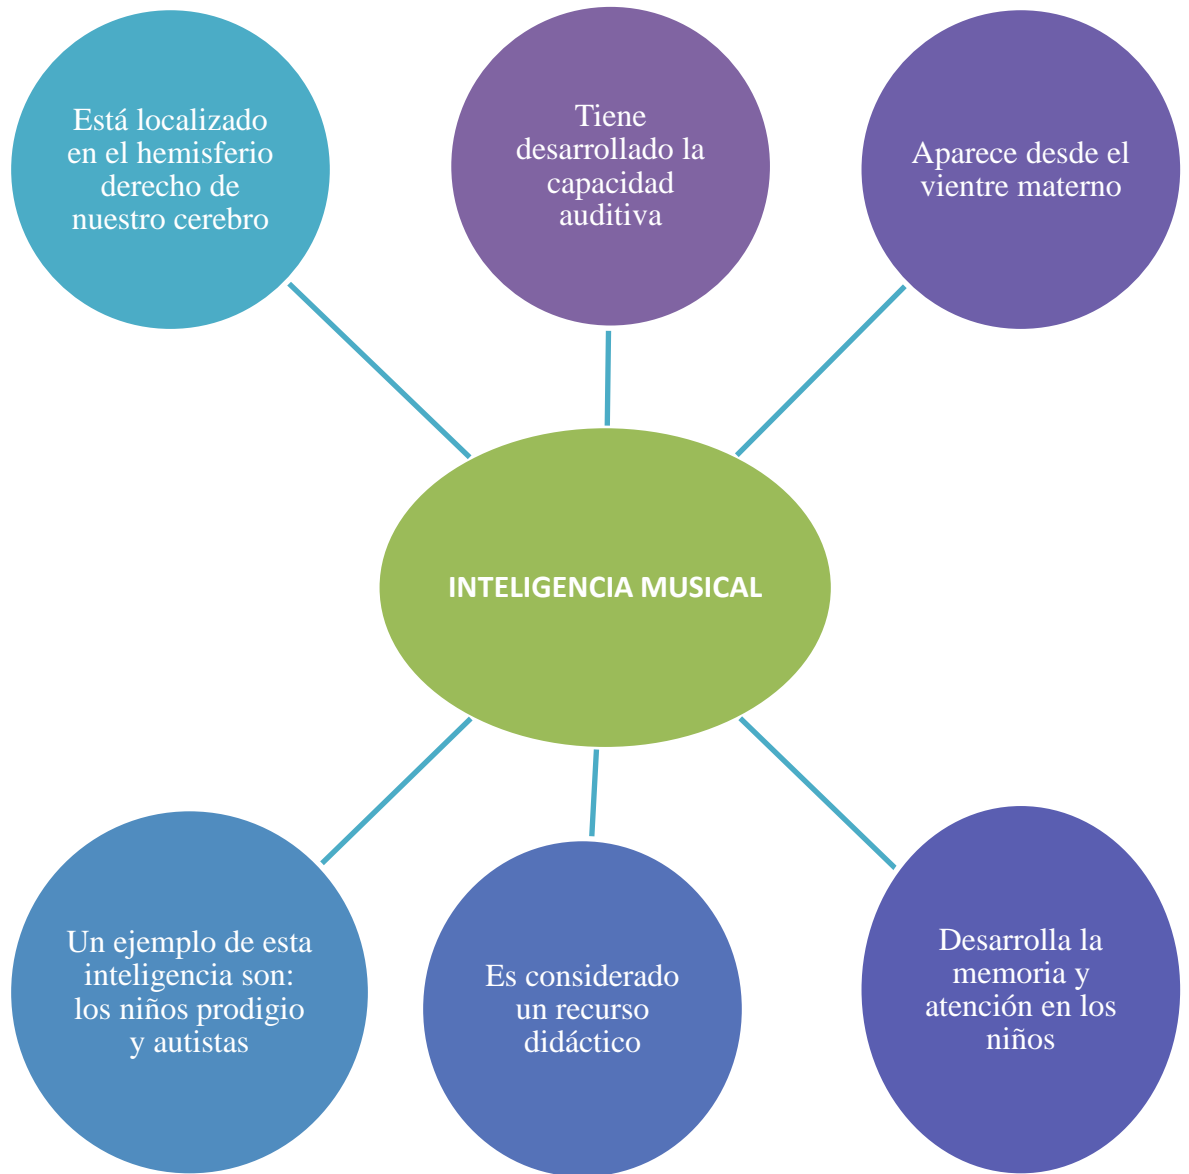 Está localizado
en el hemisferio
derecho de
nuestro cerebro
Tiene
desarrollado la
capacidad
auditiva
Aparece desde el
vientre materno
INTELIGENCIA MUSICAL
Un ejemplo de esta
inteligencia son:
los niños prodigio
y autistas
Es considerado
un recurso
didáctico
Desarrolla la
memoria y
atención en los
niños